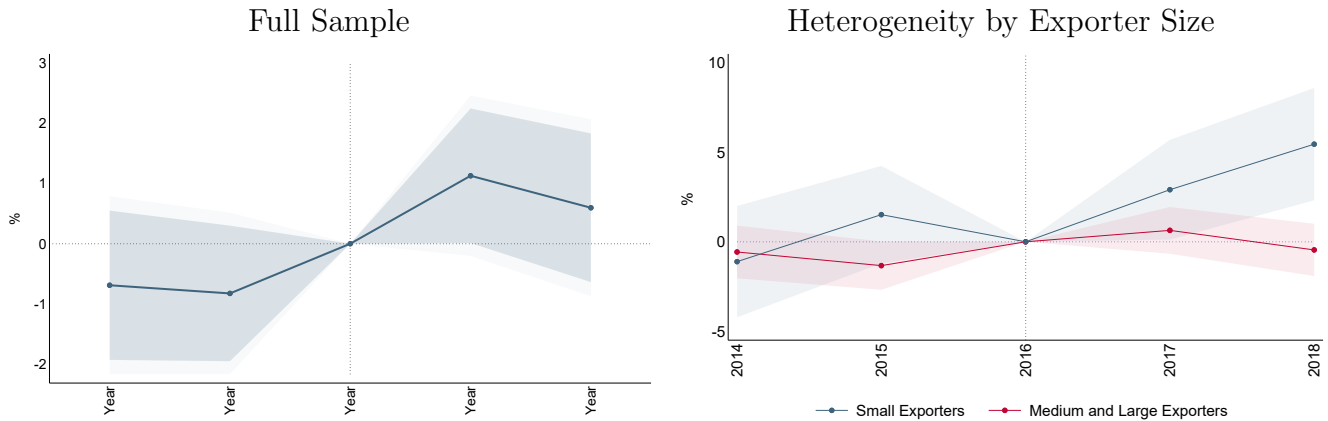 Full Sample
3
2
1
0
-1
-2
%
Year
Year
Year
Year
Year
Heterogeneity by Exporter Size
10
5
0
-5
%
2014
2015
2016
2017
2018
Small Exporters
Medium and Large Exporters